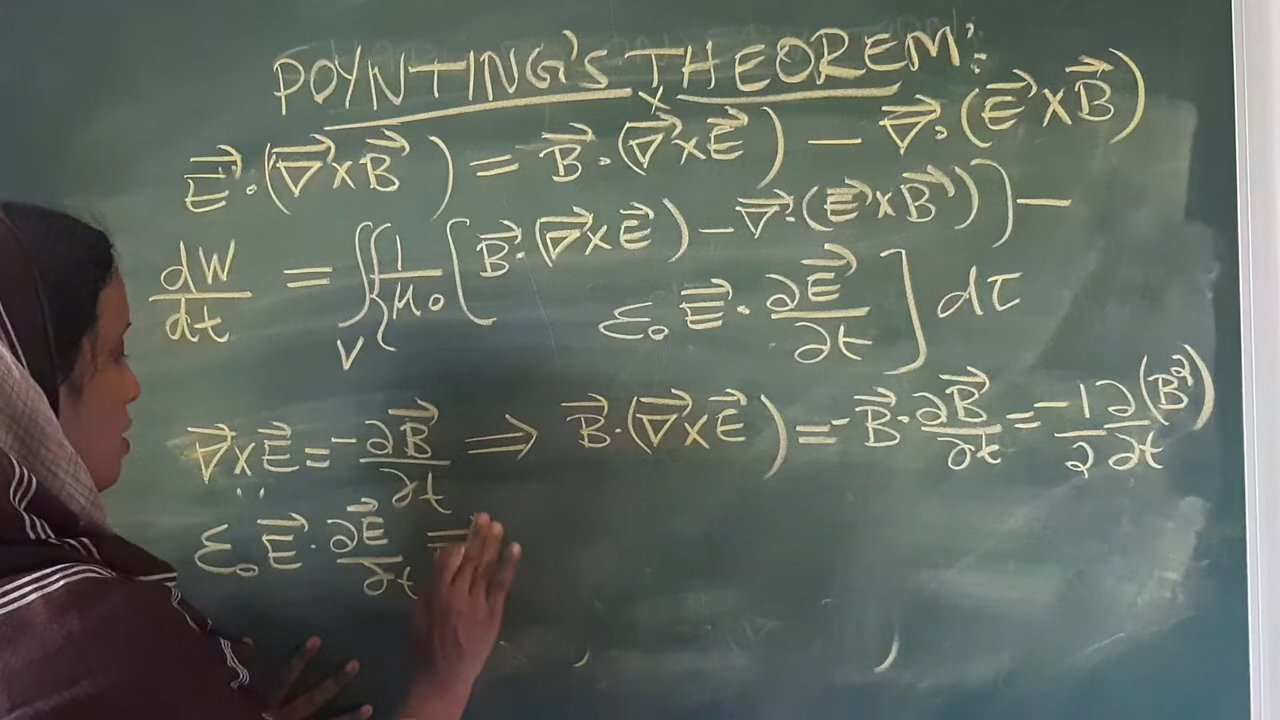 POYNTING'S THEOREM:
x
E⃗ · (∇⃗ × B⃗) = B⃗ · (∇⃗ × E⃗) − ∇⃗ · (E⃗ × B⃗)
dW/dt = ∫∫∫_V { 1/μ₀ [ B⃗ · (∇⃗ × E⃗) − ∇⃗ · (E⃗ × B⃗) ] −
ε₀ E⃗ · ∂E⃗/∂t ] dτ
∇⃗ × E⃗ = −∂B⃗/∂t ⟹ B⃗ · (∇⃗ × E⃗) = −B⃗ · ∂B⃗/∂t = −1/2 ∂/∂t (B²)
ε₀ E⃗ · ∂E⃗/∂t =